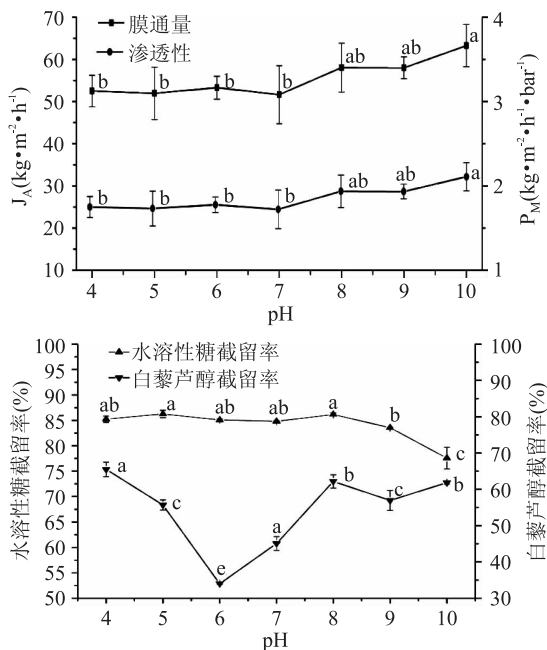 70
60
50
40
30
20
10
J_A(kg•m^-2•h^-1)
膜通量
渗透性
b b b b ab ab a
b b b b ab ab a
4
3
2
1
P_M(kg•m^-2•h^-1•bar^-1)
4 5 6 7 8 9 10
pH
100
95
90
85
80
75
70
65
60
55
50
水溶性糖截留率(%)
水溶性糖截留率
白藜芦醇截留率
ab a ab ab a b c
a c e a b c b
100
90
80
70
60
50
40
30
白藜芦醇截留率(%)
4 5 6 7 8 9 10
pH